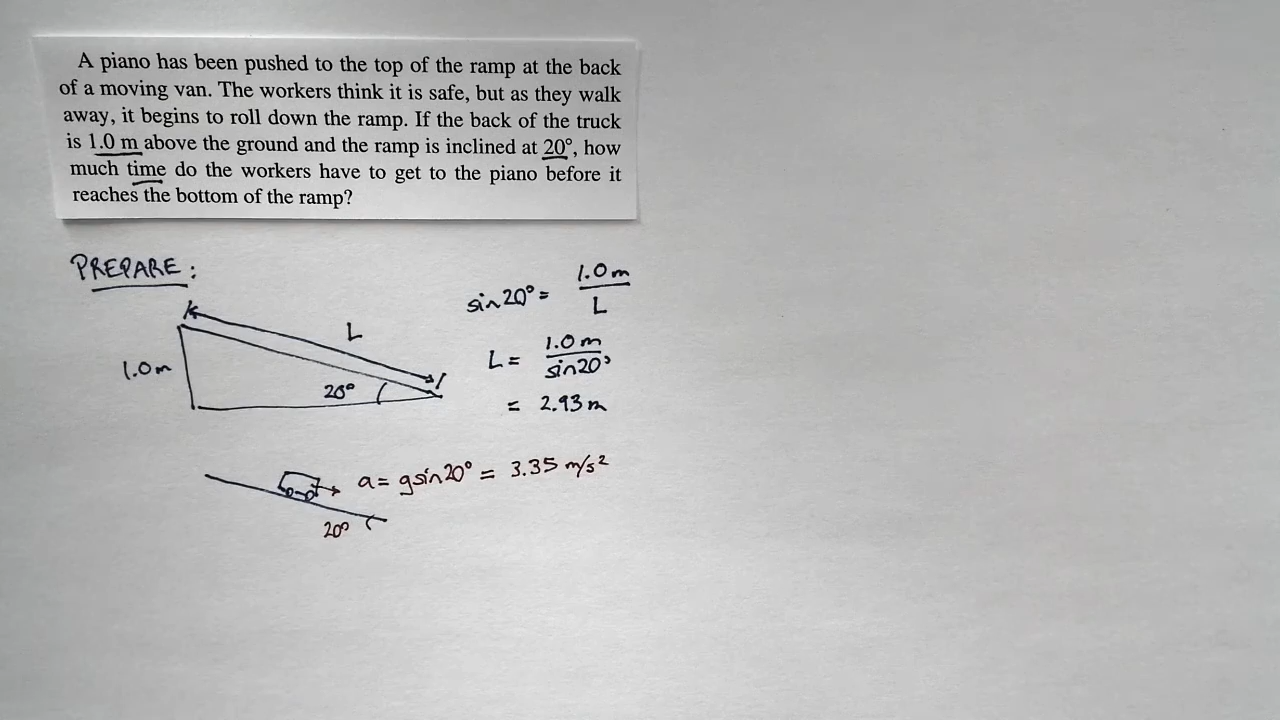 A piano has been pushed to the top of the ramp at the back
of a moving van. The workers think it is safe, but as they walk
away, it begins to roll down the ramp. If the back of the truck
is 1.0 m above the ground and the ramp is inclined at 20°, how
much time do the workers have to get to the piano before it
reaches the bottom of the ramp?
PREPARE:
L
1.0m
20°
sin20° = 1.0m / L
L = 1.0m / sin20°
= 2.93 m
a = gsin20° = 3.35 m/s²
20°